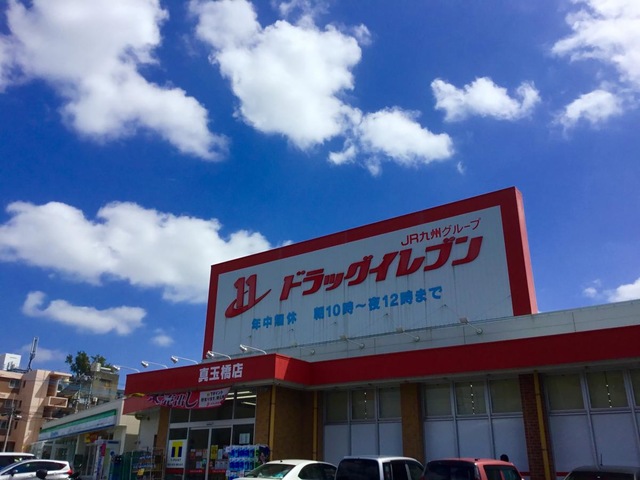 JR九州グループ
11 ドラッグイレブン
年中無休 朝10時～夜12時まで
真玉橋店